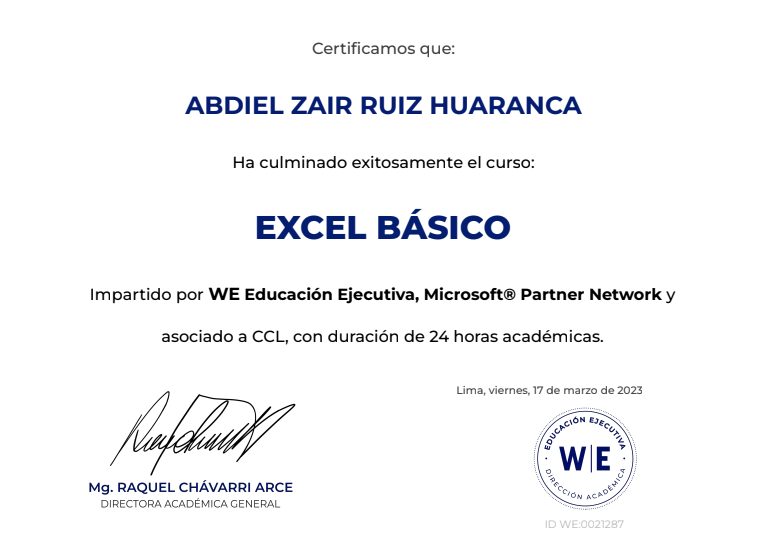 Certificamos que:
ABDIEL ZAIR RUIZ HUARANCA
Ha culminado exitosamente el curso:
EXCEL BÁSICO
Impartido por WE Educación Ejecutiva, Microsoft® Partner Network y
asociado a CCL, con duración de 24 horas académicas.
Lima, viernes, 17 de marzo de 2023
EDUCACIÓN EJECUTIVA
W|E
DIRECCIÓN ACADÉMICA
Mg. RAQUEL CHÁVARRI ARCE
DIRECTORA ACADÉMICA GENERAL
ID WE:0021287